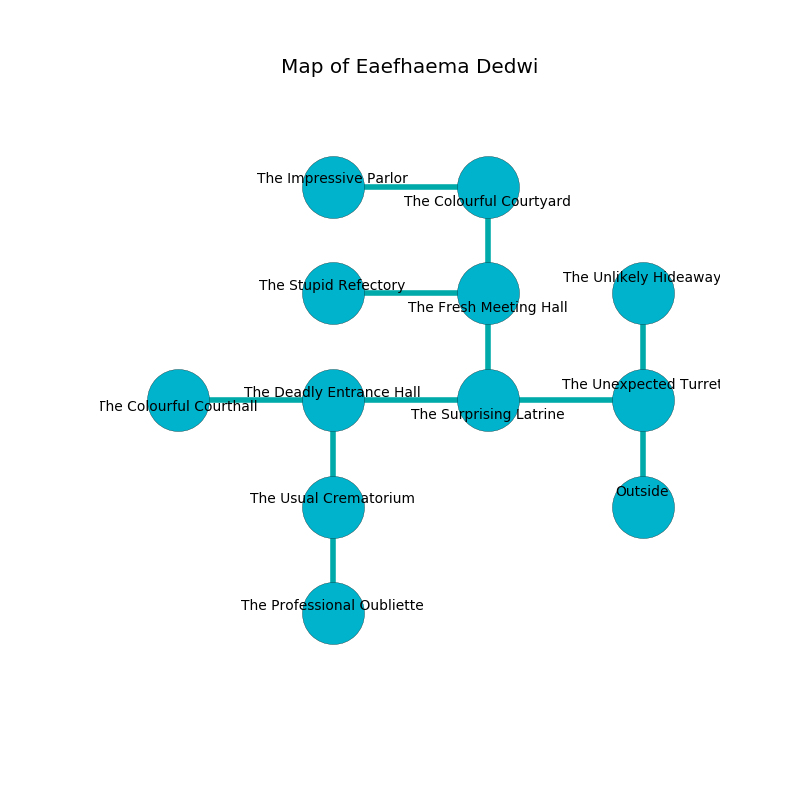 Map of Eaefhaema Dedwi
The Impressive Parlor
The Colourful Courtyard
The Unlikely Hideaway
The Stupid Refectory
The Fresh Meeting Hall
The Unexpected Turret
The Deadly Entrance Hall
The Colourful Courthall
The Surprising Latrine
Outside
The Usual Crematorium
The Professional Oubliette